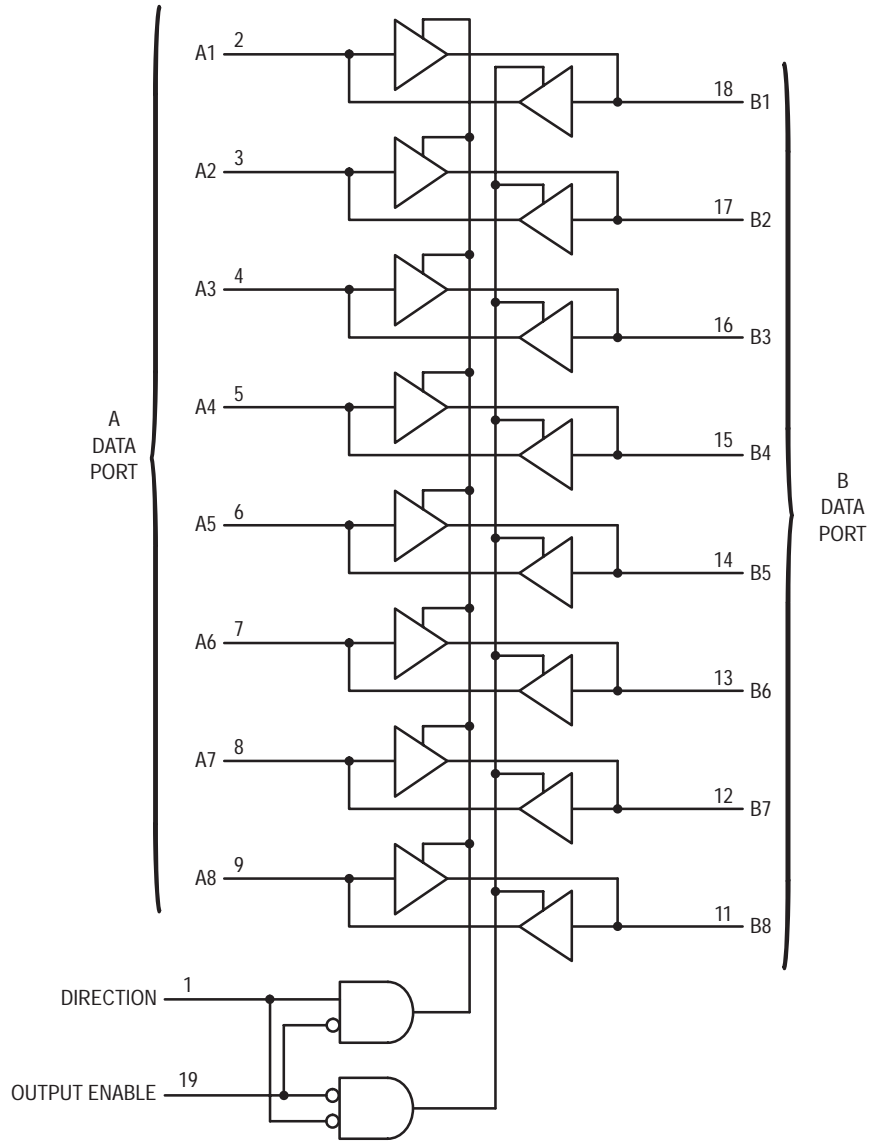 A1 2
18 B1
A2 3
17 B2
A3 4
16 B3
A4 5
15 B4
A
DATA
PORT
B
DATA
PORT
A5 6
14 B5
A6 7
13 B6
A7 8
12 B7
A8 9
11 B8
DIRECTION 1
OUTPUT ENABLE 19